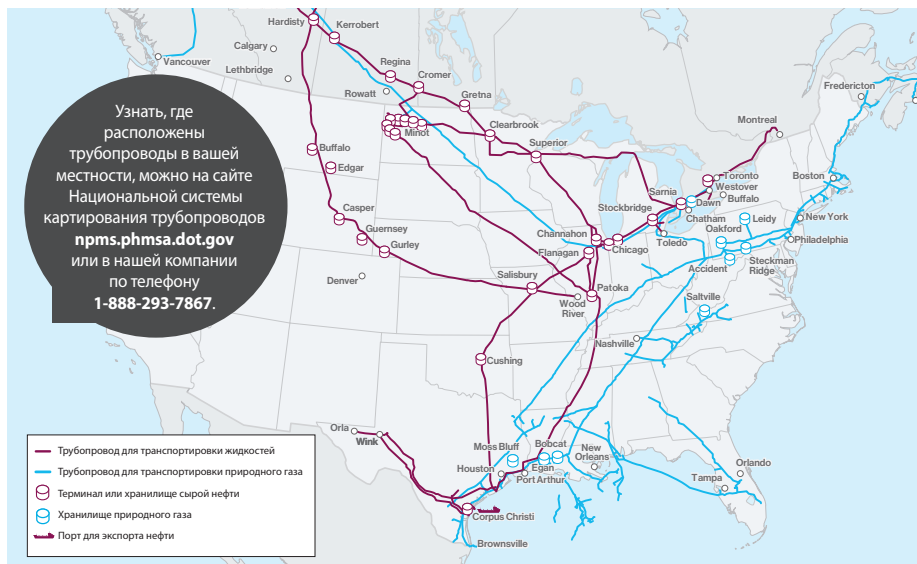 Hardisty
Kerrobert
Calgary
Vancouver
Lethbridge
Regina
Cromer
Rowatt
Gretna
Fredericton
Montreal
Minot
Clearbrook
Superior
Узнать, где
расположены
трубопроводы в вашей
местности, можно на сайте
Национальной системы
картирования трубопроводов
npms.phmsa.dot.gov
или в нашей компании
по телефону
1-888-293-7867.
Buffalo
Edgar
Casper
Guernsey
Gurley
Denver
Toronto
Westover
Buffalo
Sarnia
Dawn
Boston
Stockbridge
Chatham
Oakford
Leidy
New York
Channahon
Flanagan
Chicago
Toledo
Philadelphia
Accident
Steckman
Ridge
Salisbury
Patoka
Wood
River
Saltville
Nashville
Cushing
Orla
Wink
Moss Bluff
Bobcat
New
Orleans
Houston
Egan
Port Arthur
Orlando
Tampa
Corpus Christi
Brownsville
Трубопровод для транспортировки жидкостей
Трубопровод для транспортировки природного газа
Терминал или хранилище сырой нефти
Хранилище природного газа
Порт для экспорта нефти